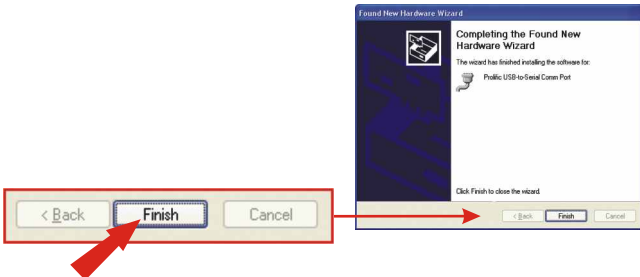 Found New Hardware Wizard
Completing the Found New
Hardware Wizard
The wizard has finished installing the software for:
Prolific USB-to-Serial Comm Port
Click Finish to close the wizard.
< Back Finish Cancel
< Back Finish Cancel